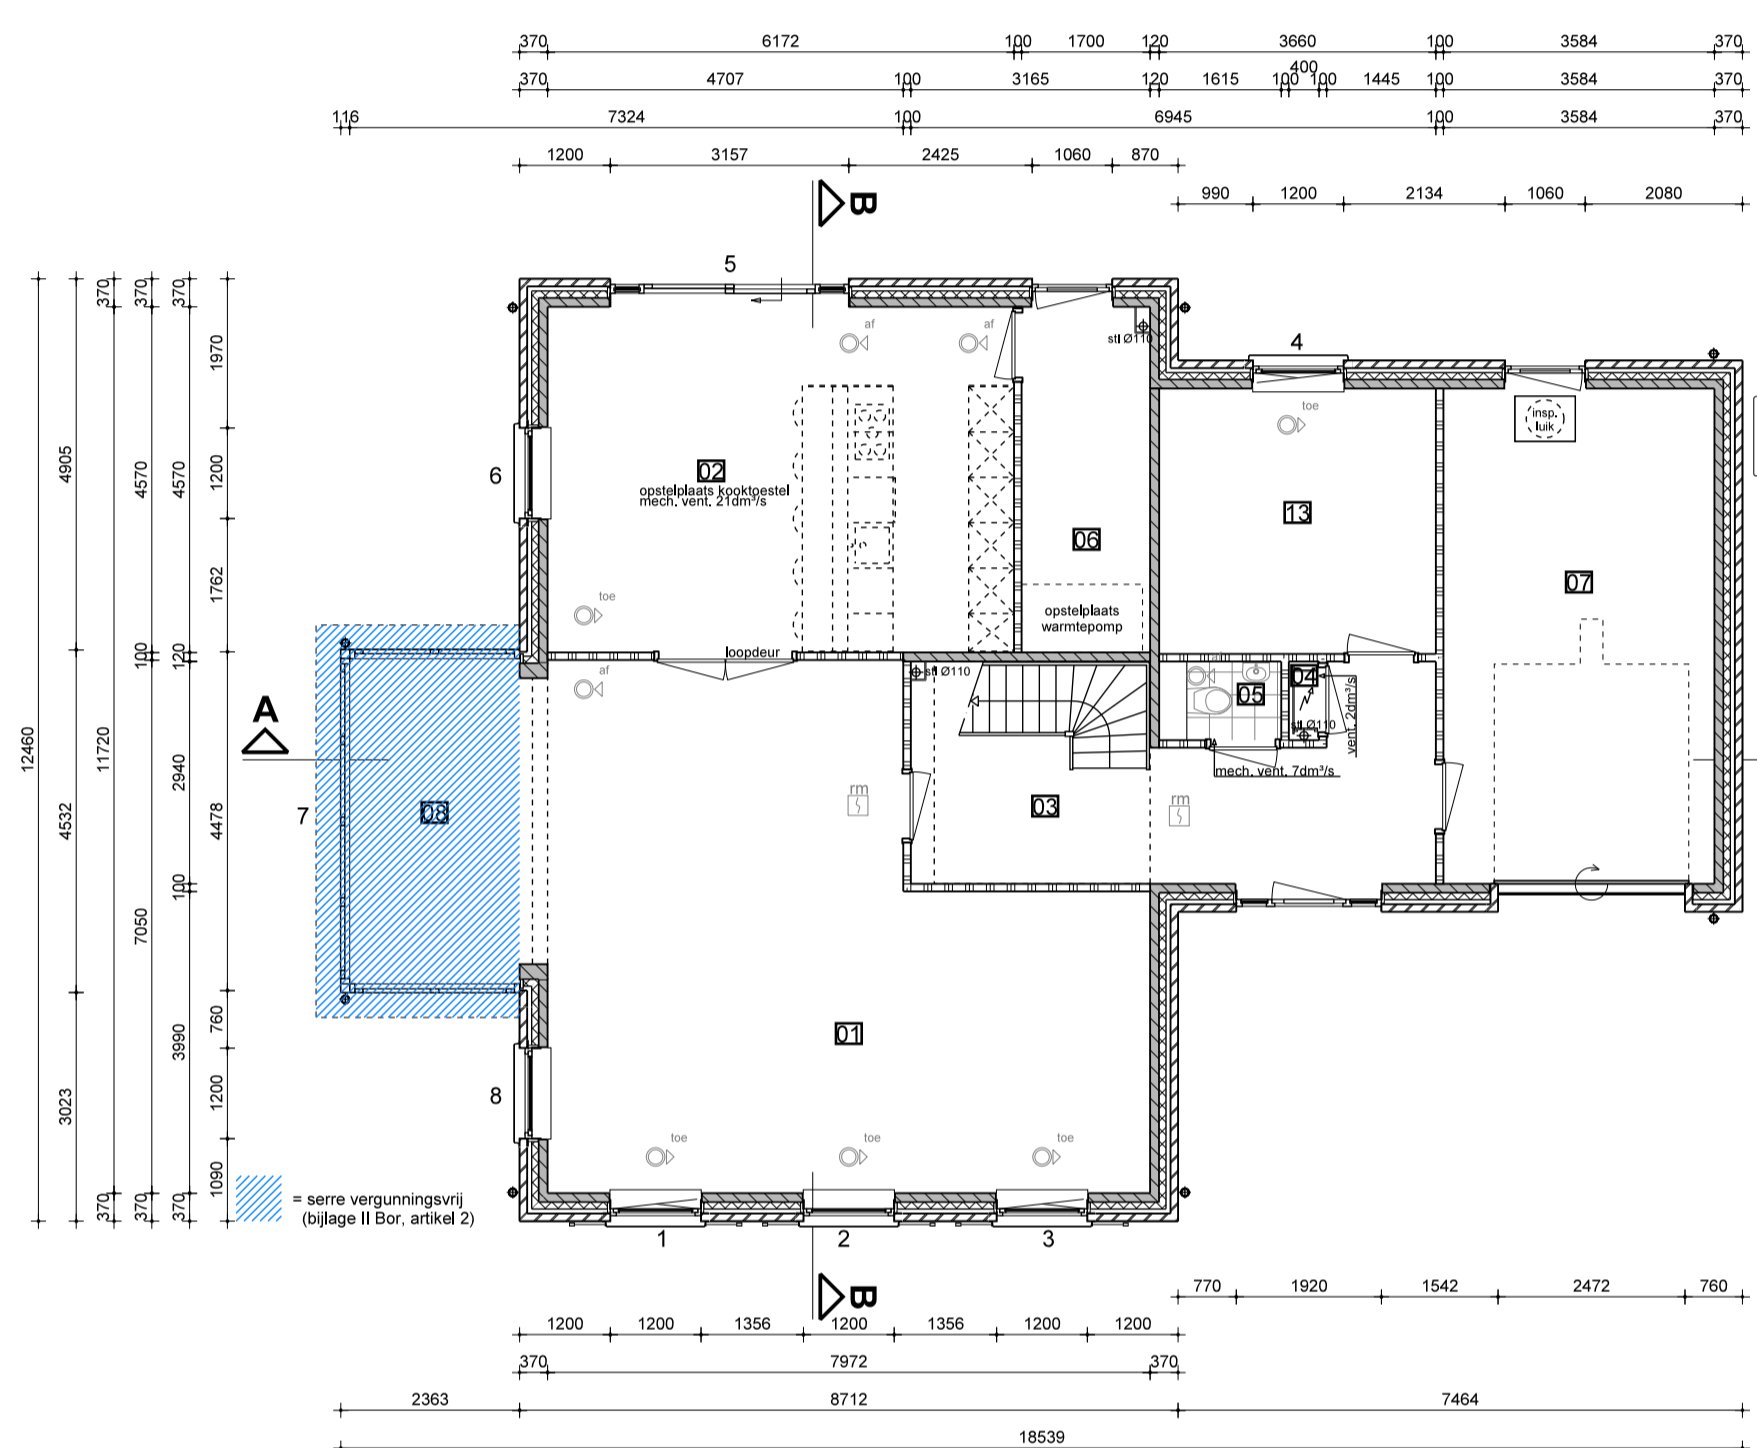 370 6172 100 1700 120 3660 100 3584 370
400
370 4707 100 3165 120 1615 100 100 1445 100 3584 370
116 7324 100 6945 100 3584 370
1200 3157 2425 1060 870
990 1200 2134 1060 2080
B
5
4
6
7
8
A
12460
4905 4532 3023
370 11720 370
370 4570 100 7050 370
370 4570 120 2940 100 3990 370
1970 1200 1762 4478 760 1200 1090
af
af
stl Ø110
toe
insp.
luik
02
opstelplaats kooktoestel
mech. vent. 21dm³/s
13
06
07
toe
opstelplaats
warmtepomp
loopdeur
af
stl Ø110
05
04
stl Ø110
vent. 2dm³/s
mech. vent. 7dm³/s
rm
03
rm
08
01
toe
toe
toe
= serre vergunningsvrij
(bijlage II Bor, artikel 2)
1
2
3
B
770 1920 1542 2472 760
1200 1200 1356 1200 1356 1200 1200
370 7972 370
2363 8712 7464
18539